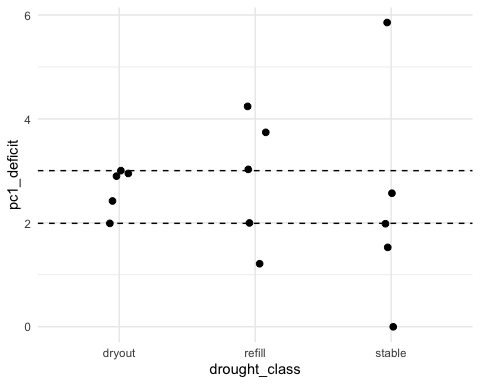 6
4
2
0
pc1_deficit
dryout refill stable
drought_class